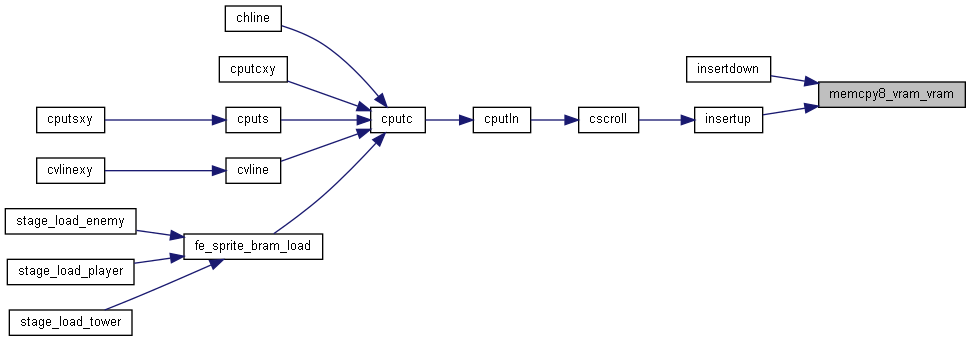 chline
cputcxy
insertdown
memcpy8_vram_vram
cputsxy
cputs
cputc
cputln
cscroll
insertup
cvlinexy
cvline
stage_load_enemy
fe_sprite_bram_load
stage_load_player
stage_load_tower